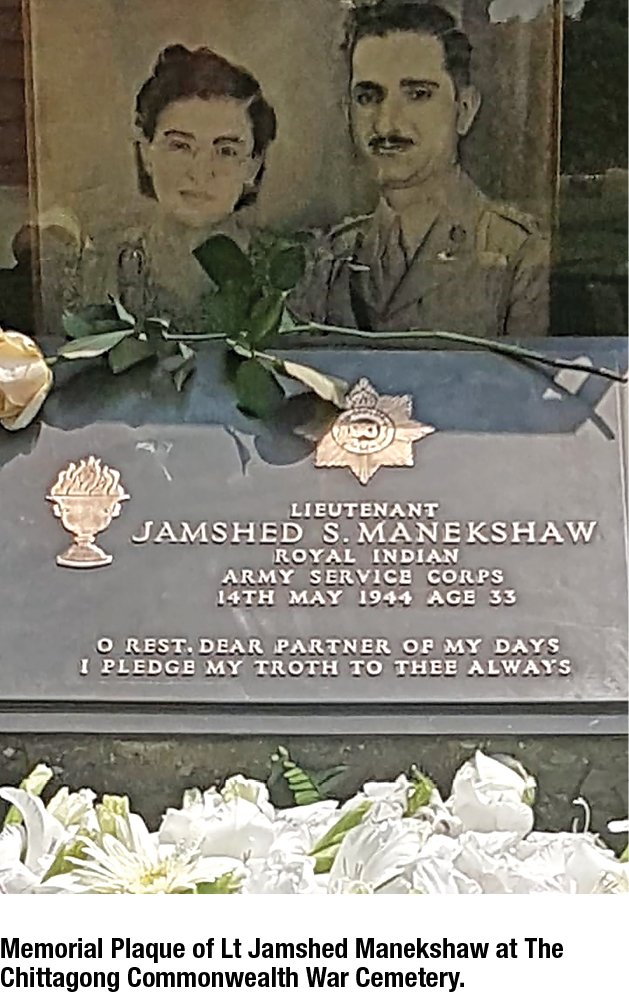 LIEUTENANT
JAMSHED S. MANEKSHAW
ROYAL INDIAN
ARMY SERVICE CORPS
14TH MAY 1944 AGE 33
O REST. DEAR PARTNER OF MY DAYS
I PLEDGE MY TROTH TO THEE ALWAYS
Memorial Plaque of Lt Jamshed Manekshaw at The
Chittagong Commonwealth War Cemetery.